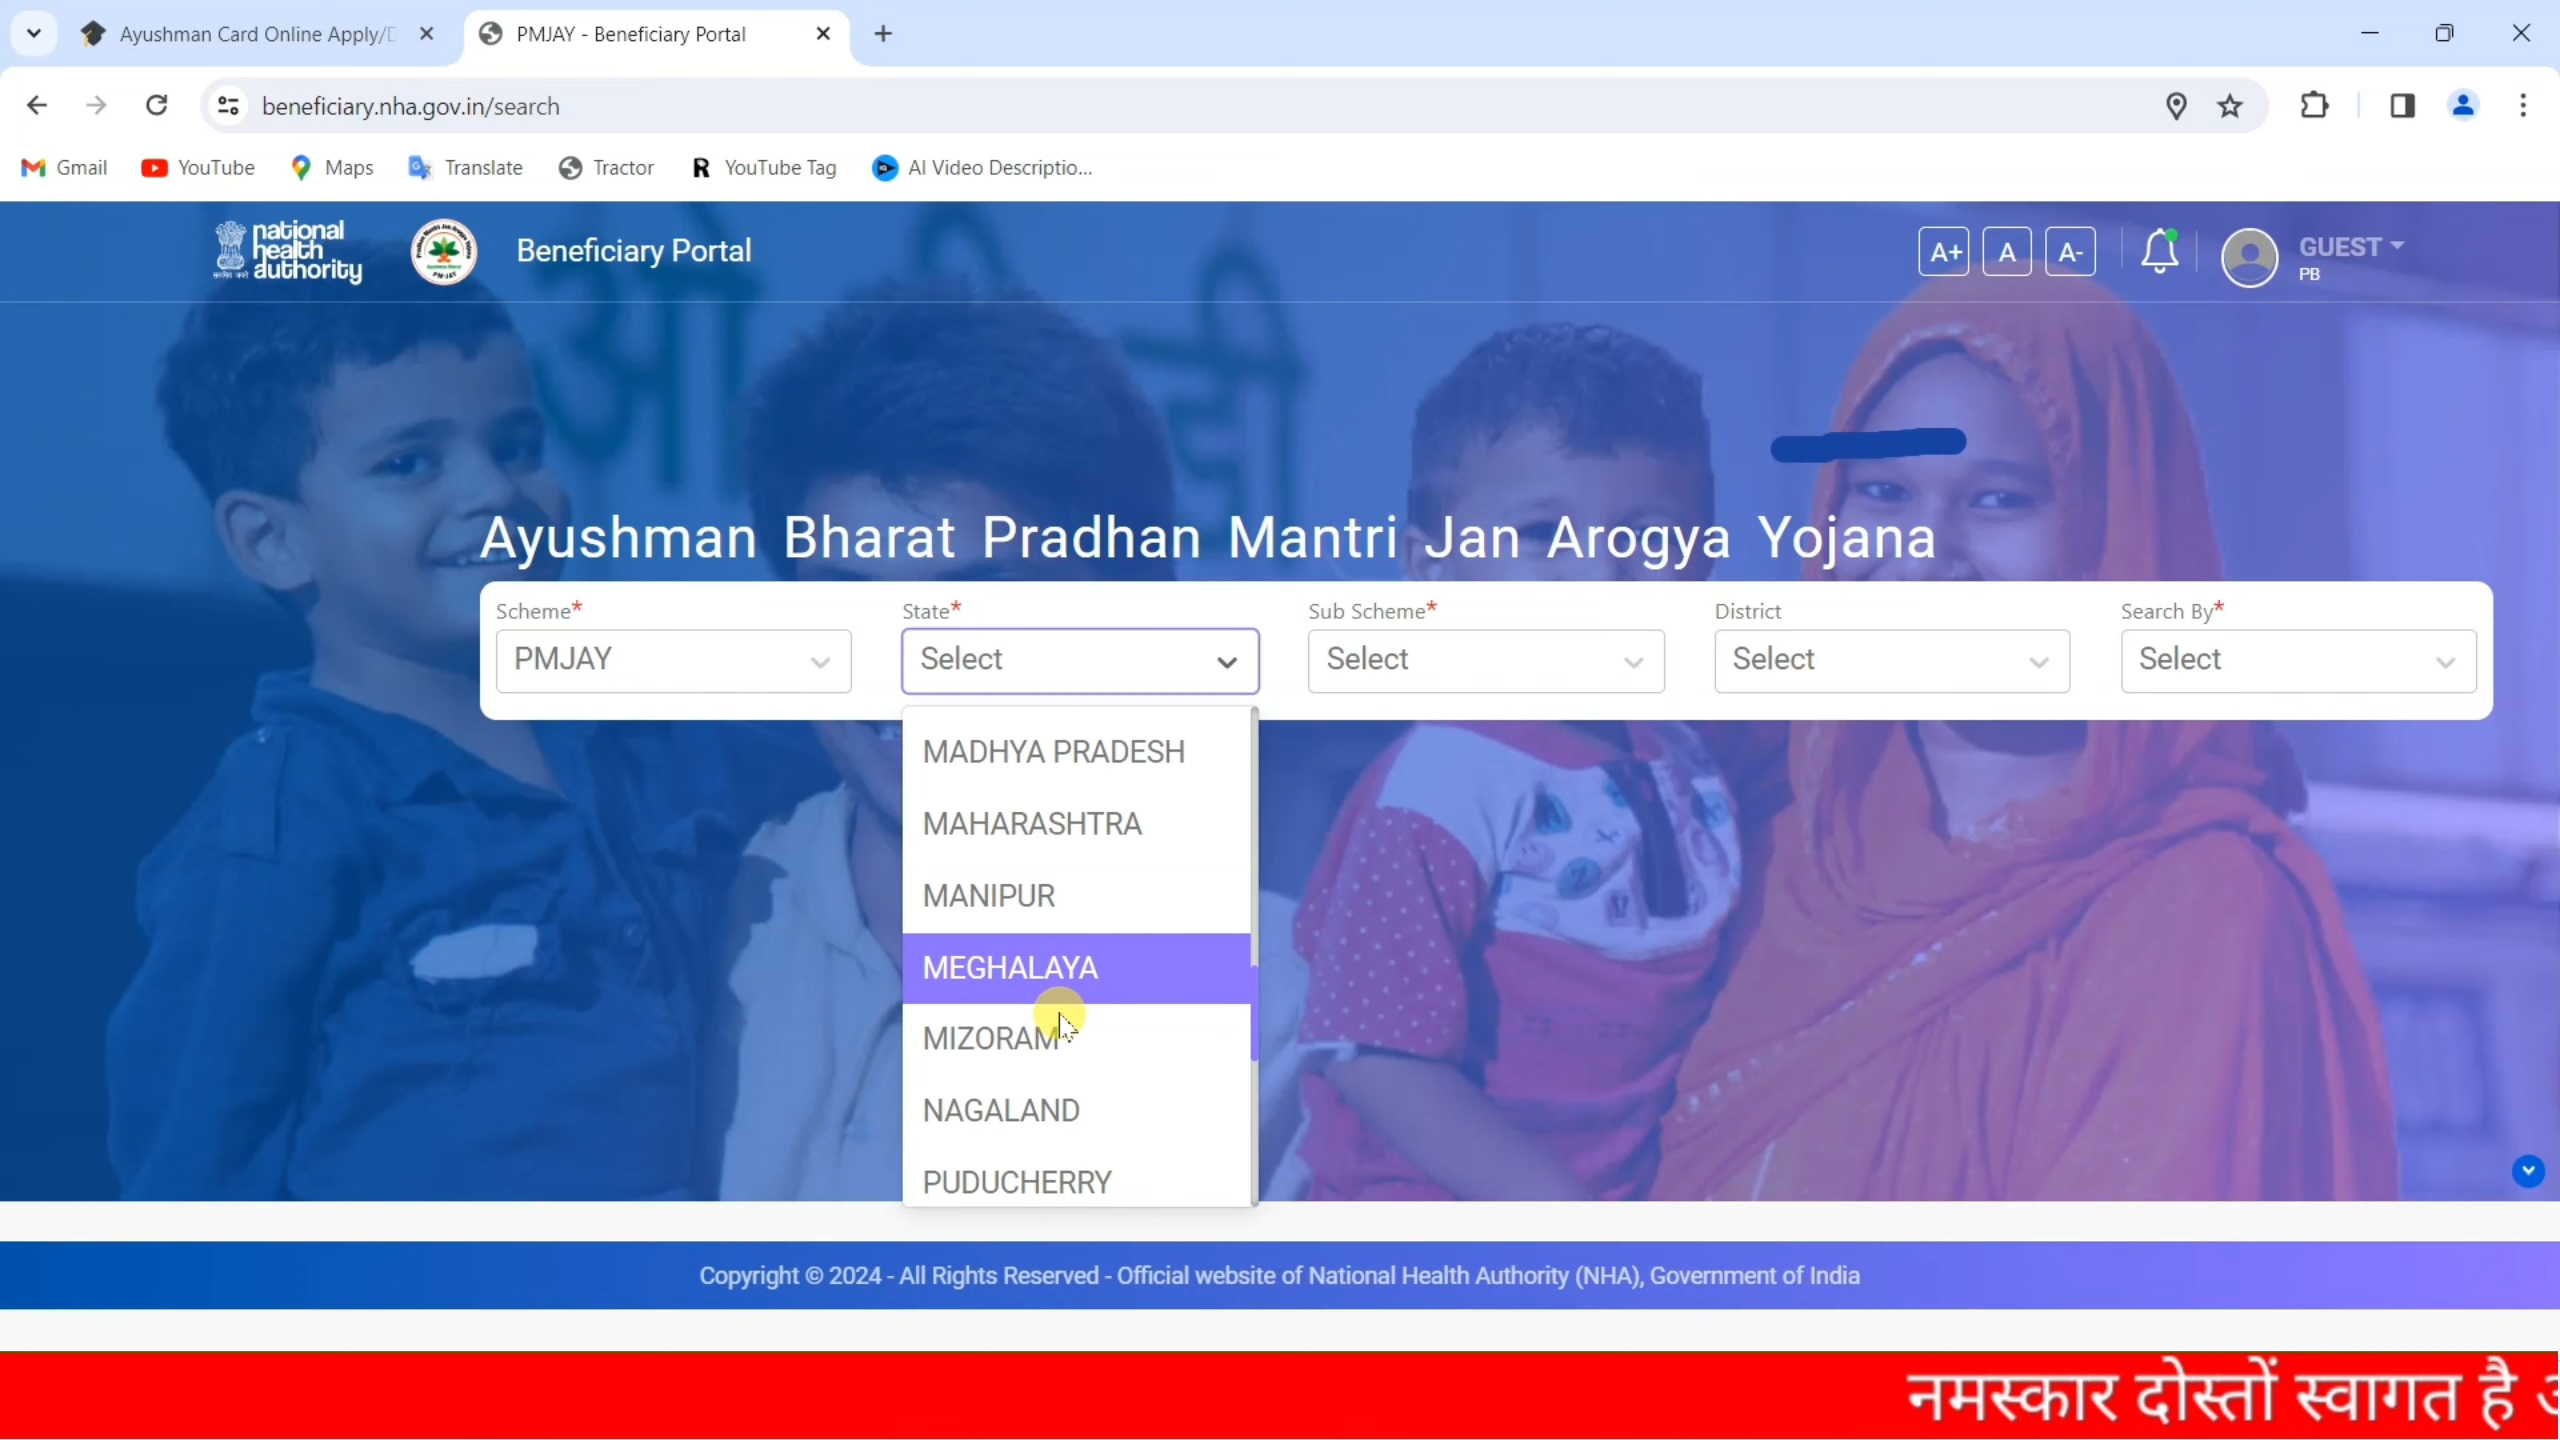 Ayushman Card Online Apply/D
PMJAY - Beneficiary Portal
beneficiary.nha.gov.in/search
Gmail
YouTube
Maps
Translate
Tractor
R YouTube Tag
AI Video Descriptio...
national
health
authority
Beneficiary Portal
A+ A A-
GUEST
PB
Ayushman Bharat Pradhan Mantri Jan Arogya Yojana
Scheme* State* Sub Scheme* District Search By*
PMJAY Select Select Select Select
MADHYA PRADESH
MAHARASHTRA
MANIPUR
MEGHALAYA
MIZORAM
NAGALAND
PUDUCHERRY
Copyright © 2024 - All Rights Reserved - Official website of National Health Authority (NHA), Government of India
नमस्कार दोस्तों स्वागत है